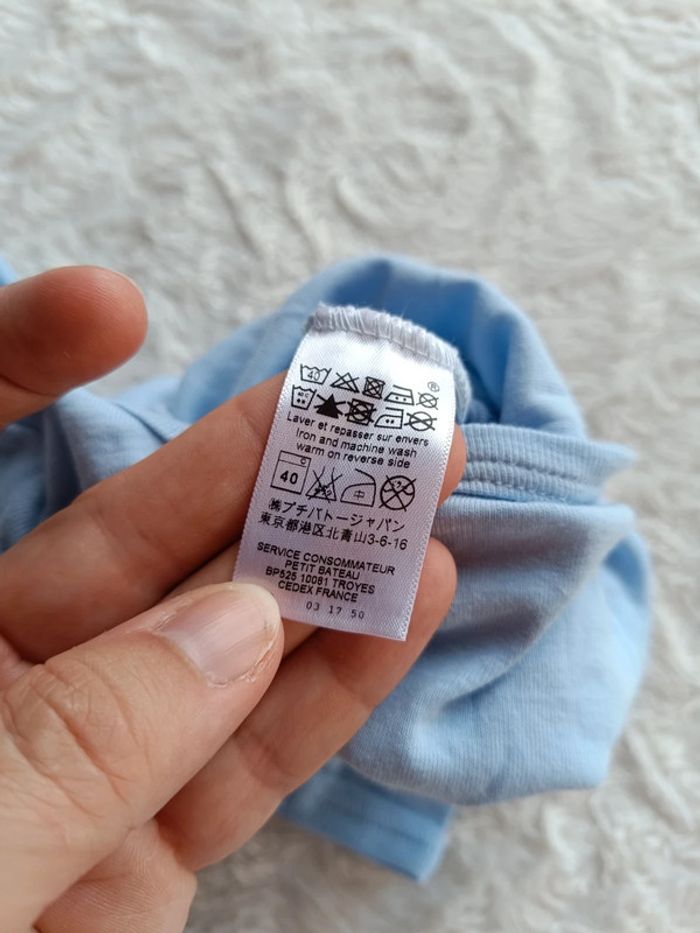 40
®
Laver et repasser sur envers
Iron and machine wash
warm on reverse side
40
中
㈱プチバトージャパン
東京都港区北青山3-6-16
SERVICE CONSOMMATEUR
PETIT BATEAU
BP525 10081 TROYES
CEDEX FRANCE
03 17 50